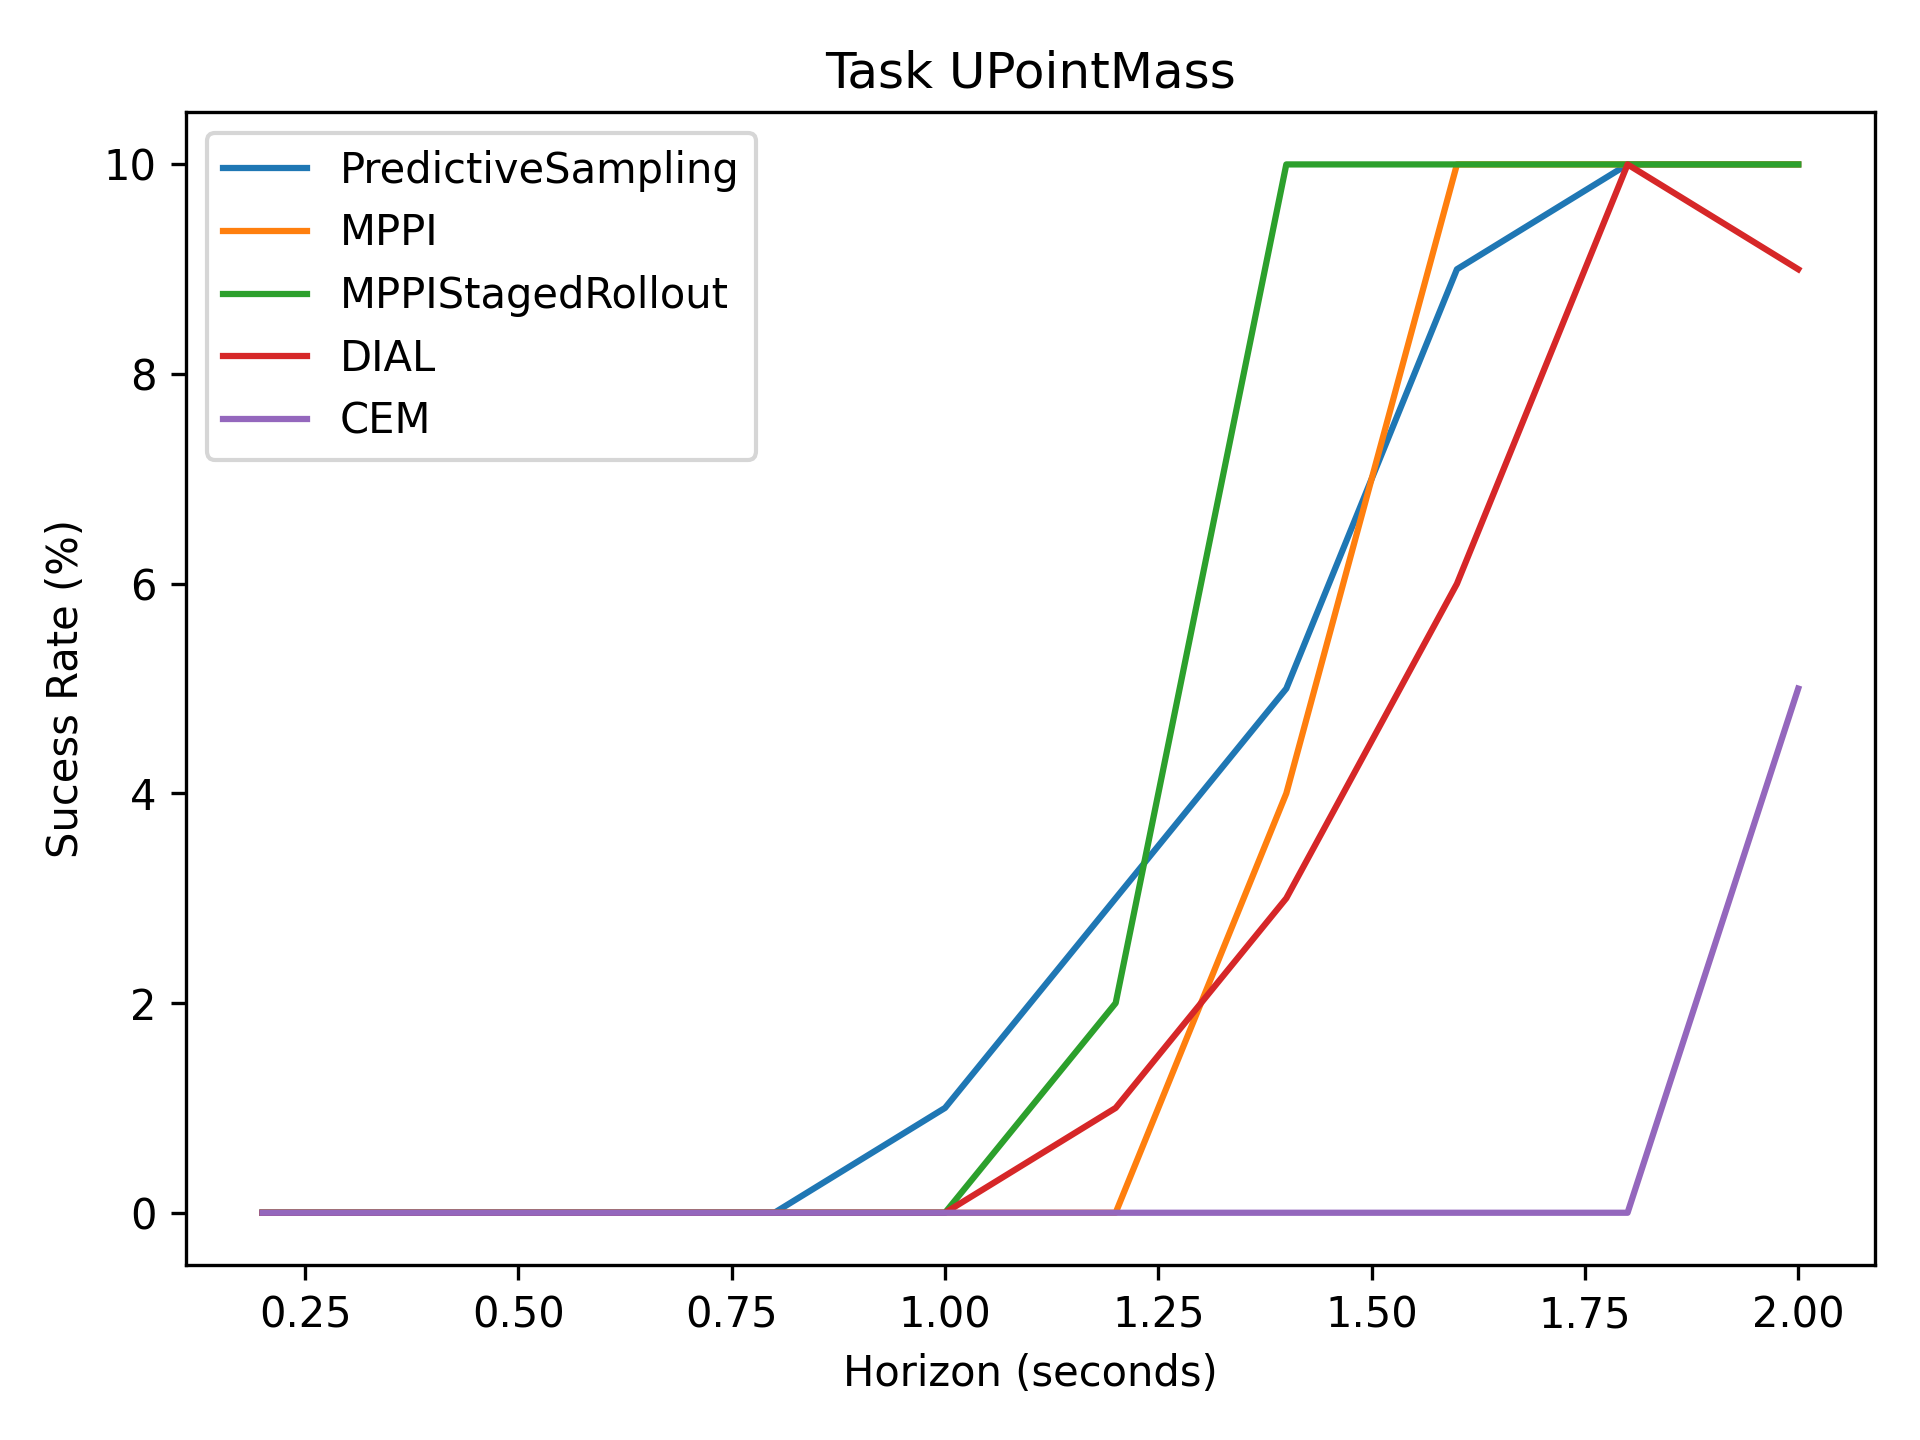 Task UPointMass
PredictiveSampling
MPPI
MPPIStagedRollout
DIAL
CEM
10
8
6
4
2
0
Sucess Rate (%)
0.25 0.50 0.75 1.00 1.25 1.50 1.75 2.00
Horizon (seconds)